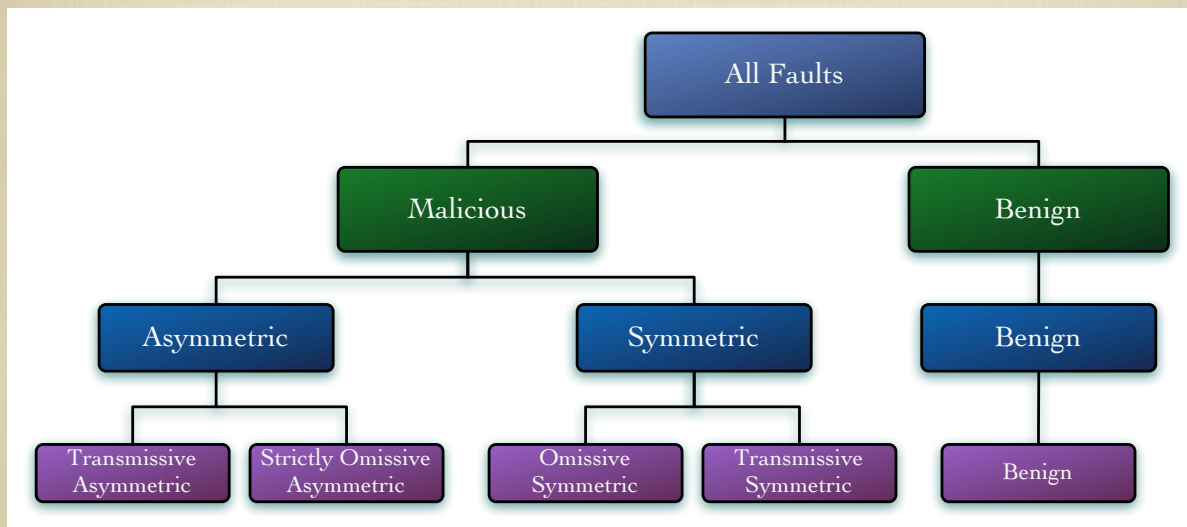 All Faults
Malicious
Benign
Asymmetric
Symmetric
Benign
Transmissive
Asymmetric
Strictly Omissive
Asymmetric
Omissive
Symmetric
Transmissive
Symmetric
Benign